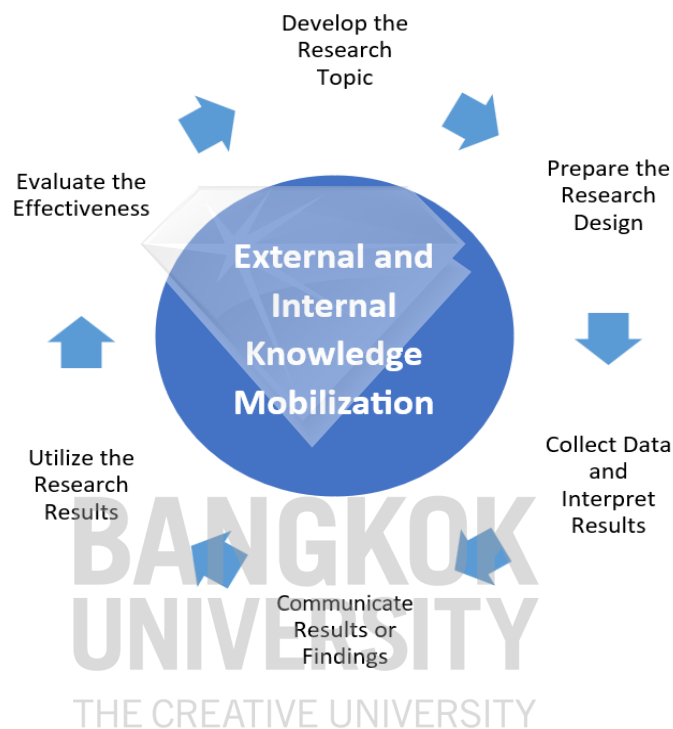 Develop the
Research
Topic
Prepare the
Research
Design
Collect Data
and
Interpret
Results
Communicate
Results or
Findings
Utilize the
Research
Results
Evaluate the
Effectiveness
External and
Internal
Knowledge
Mobilization
BANGKOK
UNIVERSITY
THE CREATIVE UNIVERSITY